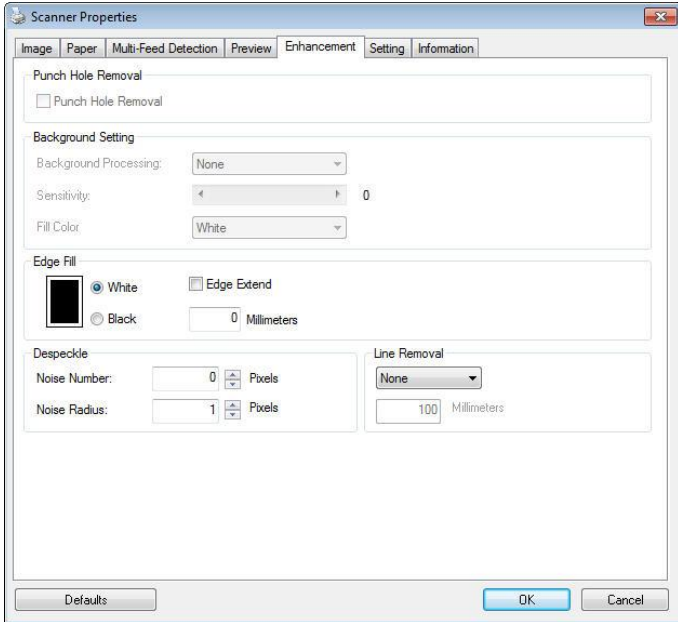 Scanner Properties
Image Paper Multi-Feed Detection Preview Enhancement Setting Information
Punch Hole Removal
Punch Hole Removal
Background Setting
Background Processing: None
Sensitivity: 0
Fill Color White
Edge Fill
White Edge Extend
Black 0 Millimeters
Despeckle Line Removal
Noise Number: 0 Pixels None
Noise Radius: 1 Pixels 100 Millimeters
Defaults OK Cancel